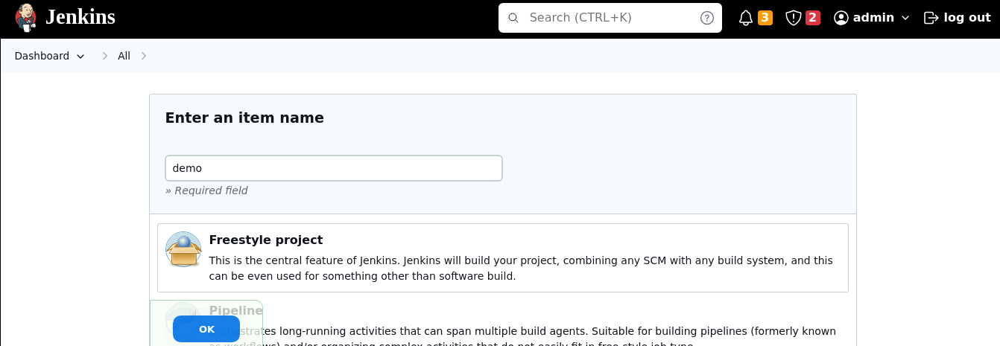 Jenkins
Search (CTRL+K)
3
2
admin
log out
Dashboard
All
Enter an item name
demo
» Required field
Freestyle project
This is the central feature of Jenkins. Jenkins will build your project, combining any SCM with any build system, and this
can be even used for something other than software build.
Pipeline
Orchestrates long-running activities that can span multiple build agents. Suitable for building pipelines (formerly known
as workflows) and/or organizing complex activities that do not easily fit in free-style job type.
OK